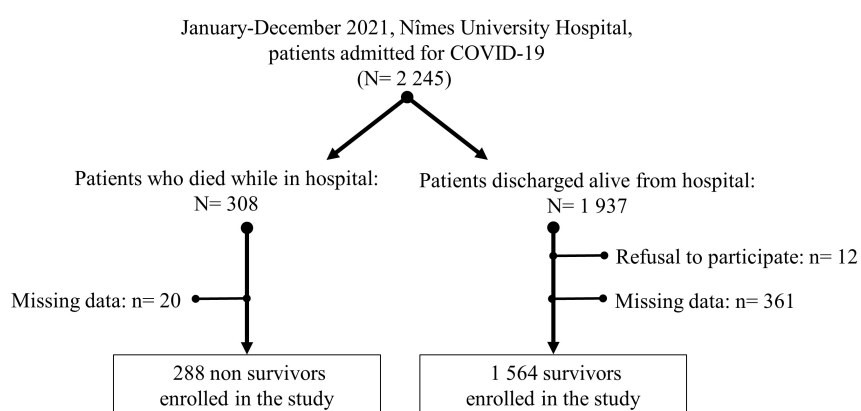 January-December 2021, Nîmes University Hospital,
patients admitted for COVID-19
(N= 2 245)
Patients who died while in hospital:
N= 308
Patients discharged alive from hospital:
N= 1 937
Refusal to participate: n= 12
Missing data: n= 20
Missing data: n= 361
288 non survivors
enrolled in the study
1 564 survivors
enrolled in the study